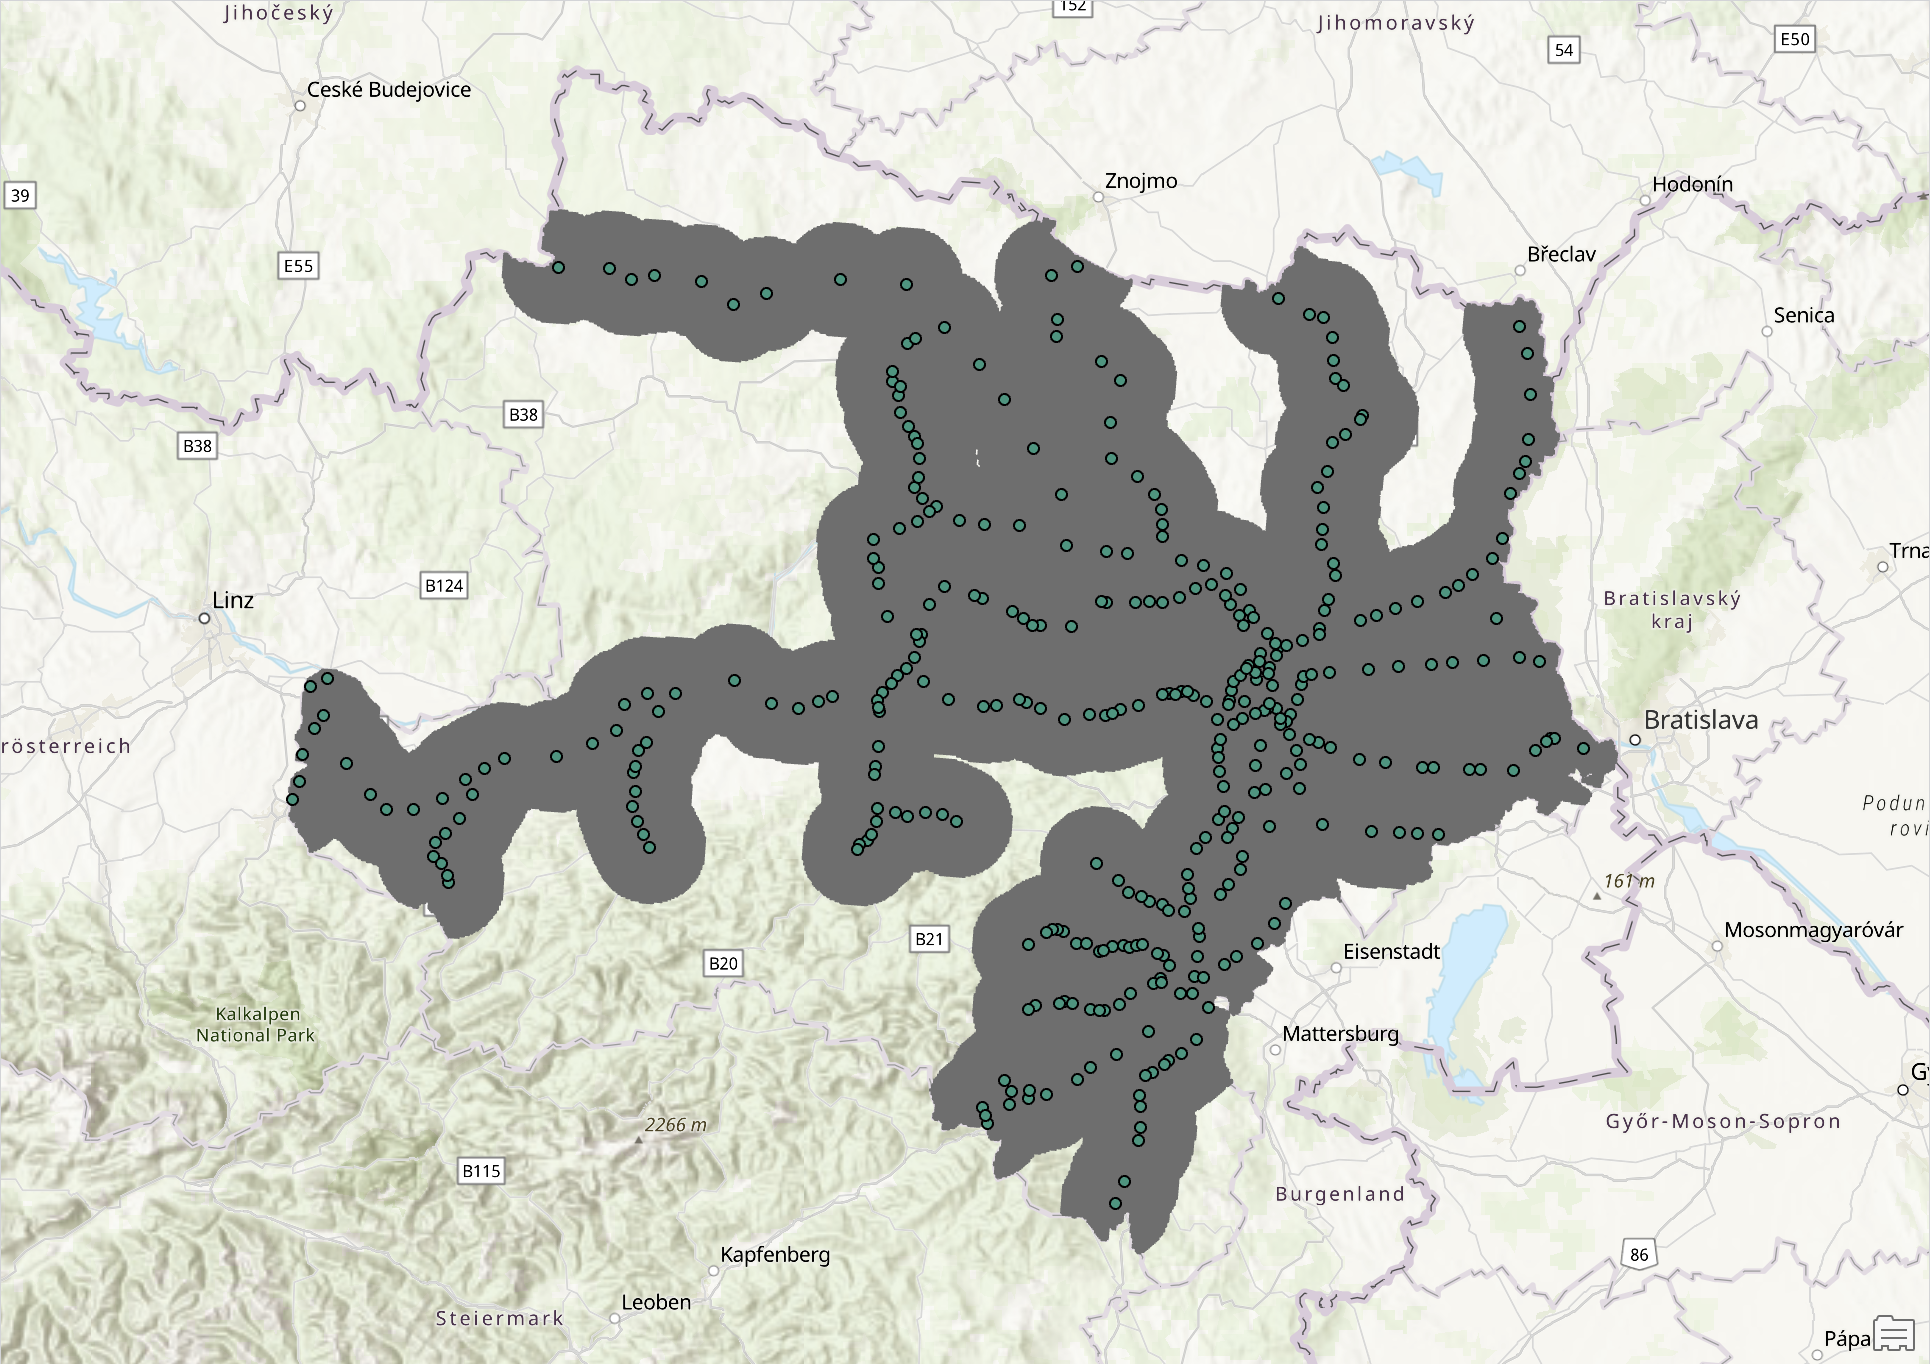 Jihočeský
152
Jihomoravský
54
E50
České Budejovice
39
Znojmo
Hodonín
E55
Břeclav
Senica
B38
B38
Trna
B124
Linz
Bratislavský
kraj
rösterreich
Bratislava
Podun
rovi
161 m
B21
Mosonmagyaróvár
Eisenstadt
B20
Kalkalpen
National Park
Mattersburg
G
2266 m
Győr-Moson-Sopron
B115
Burgenland
Kapfenberg
86
Leoben
Steiermark
Pápa